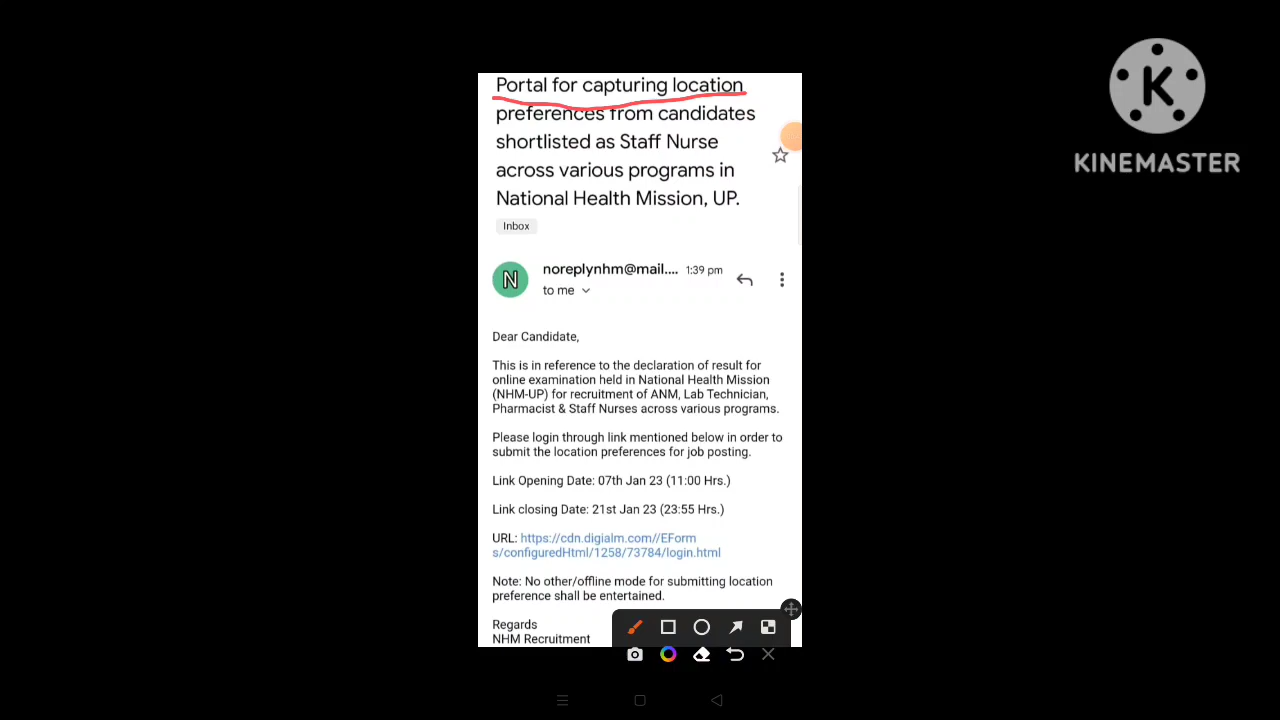 Portal for capturing location
preferences from candidates
shortlisted as Staff Nurse
across various programs in
National Health Mission, UP.
Inbox
N
noreplynhm@mail.... 1:39 pm
to me
Dear Candidate,
This is in reference to the declaration of result for
online examination held in National Health Mission
(NHM-UP) for recruitment of ANM, Lab Technician,
Pharmacist & Staff Nurses across various programs.
Please login through link mentioned below in order to
submit the location preferences for job posting.
Link Opening Date: 07th Jan 23 (11:00 Hrs.)
Link closing Date: 21st Jan 23 (23:55 Hrs.)
URL: https://cdn.digialm.com//EForm
s/configuredHtml/1258/73784/login.html
Note: No other/offline mode for submitting location
preference shall be entertained.
Regards
NHM Recruitment
K
KINEMASTER